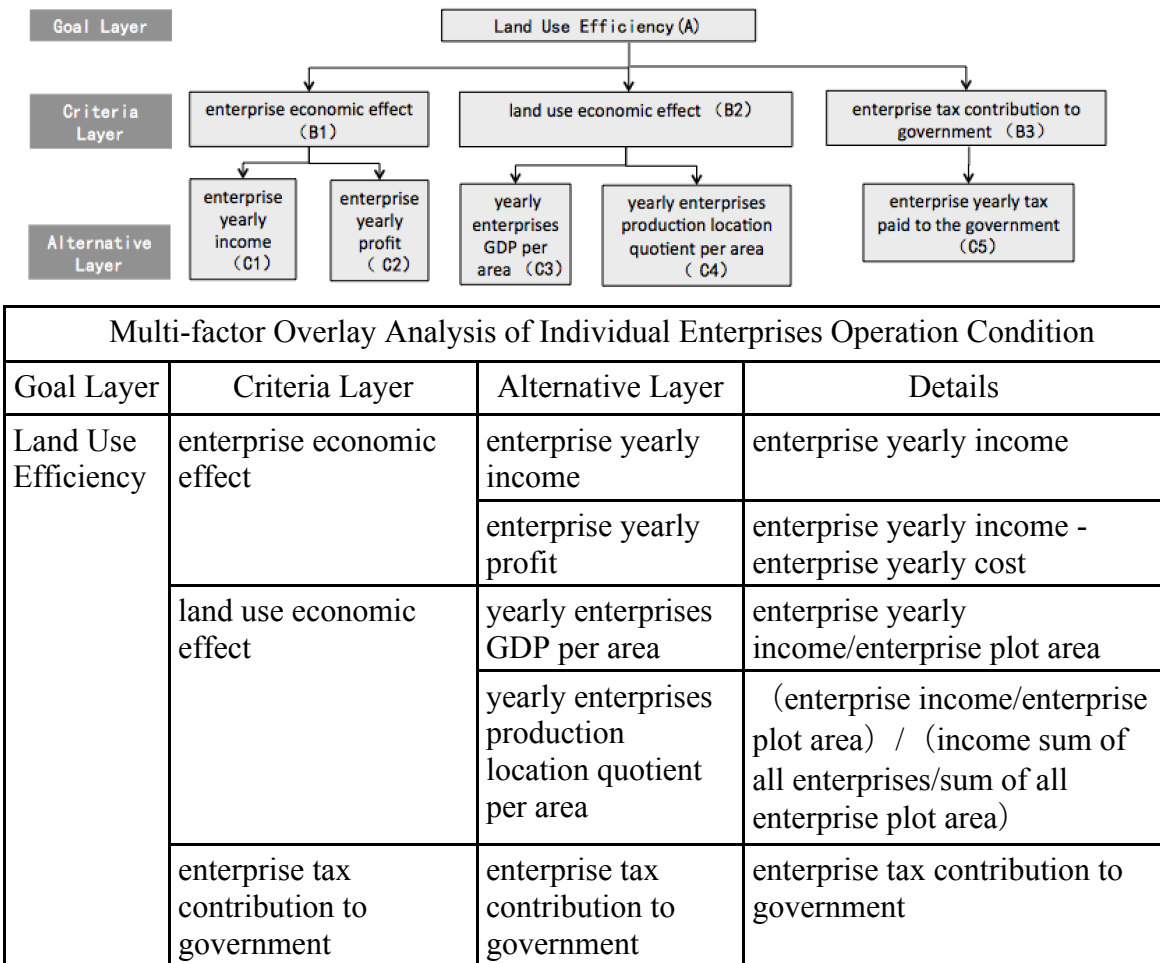 Goal Layer
Land Use Efficiency(A)
Criteria
Layer
enterprise economic effect
(B1)
land use economic effect (B2)
enterprise tax contribution to
government (B3)
Alternative
Layer
enterprise
yearly
income
(C1)
enterprise
yearly
profit
( C2)
yearly
enterprises
GDP per
area (C3)
yearly enterprises
production location
quotient per area
( C4)
enterprise yearly tax
paid to the government
(C5)
Multi-factor Overlay Analysis of Individual Enterprises Operation Condition
Goal Layer
Criteria Layer
Alternative Layer
Details
Land Use
Efficiency
enterprise economic
effect
enterprise yearly
income
enterprise yearly income
enterprise yearly
profit
enterprise yearly income -
enterprise yearly cost
land use economic
effect
yearly enterprises
GDP per area
enterprise yearly
income/enterprise plot area
yearly enterprises
production
location quotient
per area
(enterprise income/enterprise
plot area) / (income sum of
all enterprises/sum of all
enterprise plot area)
enterprise tax
contribution to
government
enterprise tax
contribution to
government
enterprise tax contribution to
government